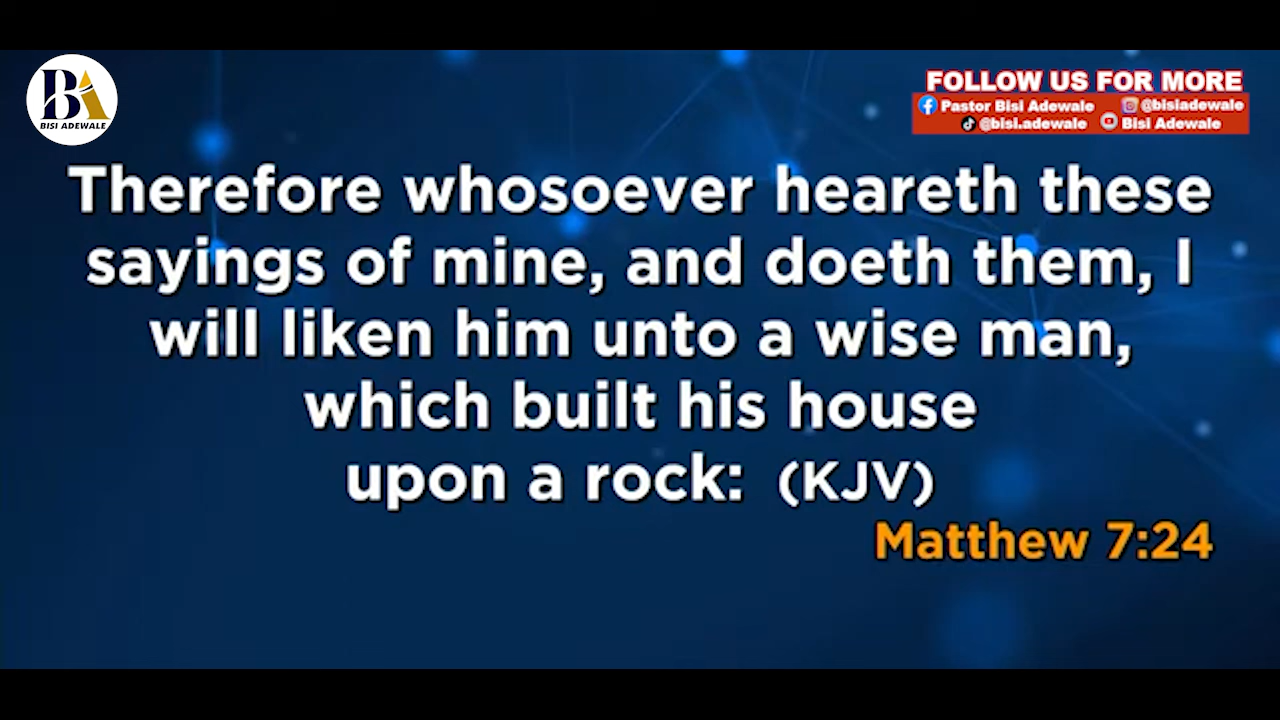 BA
BISI ADEWALE
FOLLOW US FOR MORE
Pastor Bisi Adewale @bisiadewale
@bisi.adewale Bisi Adewale
Therefore whosoever heareth these
sayings of mine, and doeth them, I
will liken him unto a wise man,
which built his house
upon a rock: (KJV)
Matthew 7:24